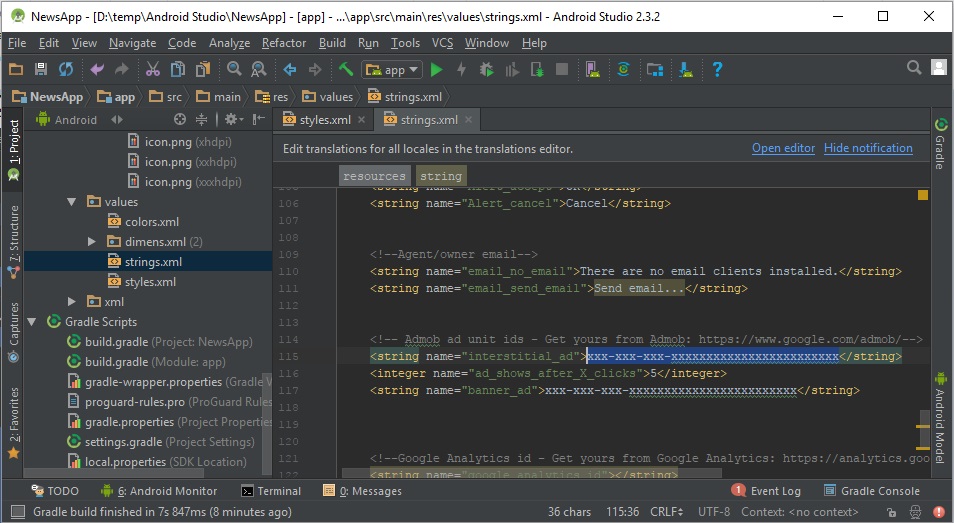 NewsApp - [D:\temp\Android Studio\NewsApp] - [app] - ...\app\src\main\res\values\strings.xml - Android Studio 2.3.2
File Edit View Navigate Code Analyze Refactor Build Run Tools VCS Window Help
app
NewsApp app src main res values strings.xml
Android
styles.xml strings.xml
1: Project
7: Structure
Captures
2: Favorites
icon.png (xhdpi)
icon.png (xxhdpi)
icon.png (xxxhdpi)
values
colors.xml
dimens.xml (2)
strings.xml
styles.xml
xml
Gradle Scripts
build.gradle (Project: NewsApp)
build.gradle (Module: app)
gradle-wrapper.properties (Gradle V
proguard-rules.pro (ProGuard Rules
gradle.properties (Project Properties)
settings.gradle (Project Settings)
local.properties (SDK Location)
Edit translations for all locales in the translations editor. Open editor Hide notification
resources string
106 <string name="Alert_cancel">Cancel</string>
107
108
109 <!--Agent/owner email-->
110 <string name="email_no_email">There are no email clients installed.</string>
111 <string name="email_send_email">Send email...</string>
112
113
114 <!-- Admob ad unit ids - Get yours from Admob: https://www.google.com/admob/-->
115 <string name="interstitial_ad">xxx-xxx-xxx-xxxxxxxxxxxxxxxxxxxxxxxx</string>
116 <integer name="ad_shows_after_X_clicks">5</integer>
117 <string name="banner_ad">xxx-xxx-xxx-xxxxxxxxxxxxxxxxxxxxxxxx</string>
118
119
120
121 <!--Google Analytics id - Get yours from Google Analytics: https://analytics.goo
122 <string name="google_analytics_id"></string>
Gradle
Android Model
TODO 6: Android Monitor Terminal 0: Messages 1 Event Log Gradle Console
Gradle build finished in 7s 847ms (8 minutes ago) 36 chars 115:36 CRLF UTF-8 Context: <no context>